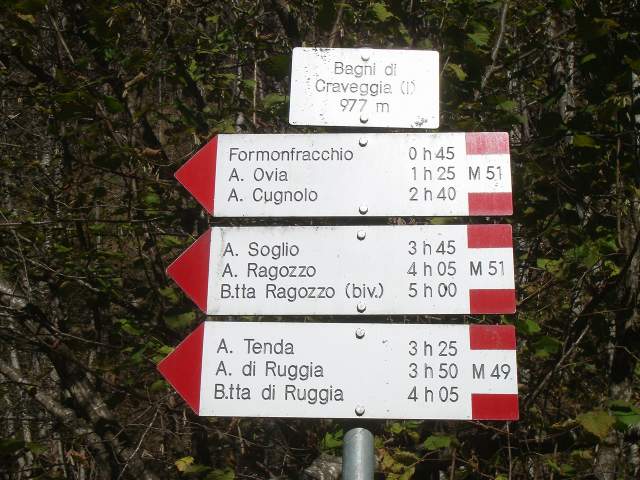 Bagni di
Craveggia (I)
977 m
Formonfracchio 0 h 45
A. Ovia 1 h 25 M 51
A. Cugnolo 2 h 40
A. Soglio 3 h 45
A. Ragozzo 4 h 05 M 51
B.tta Ragozzo (biv.) 5 h 00
A. Tenda 3 h 25
A. di Ruggia 3 h 50 M 49
B.tta di Ruggia 4 h 05